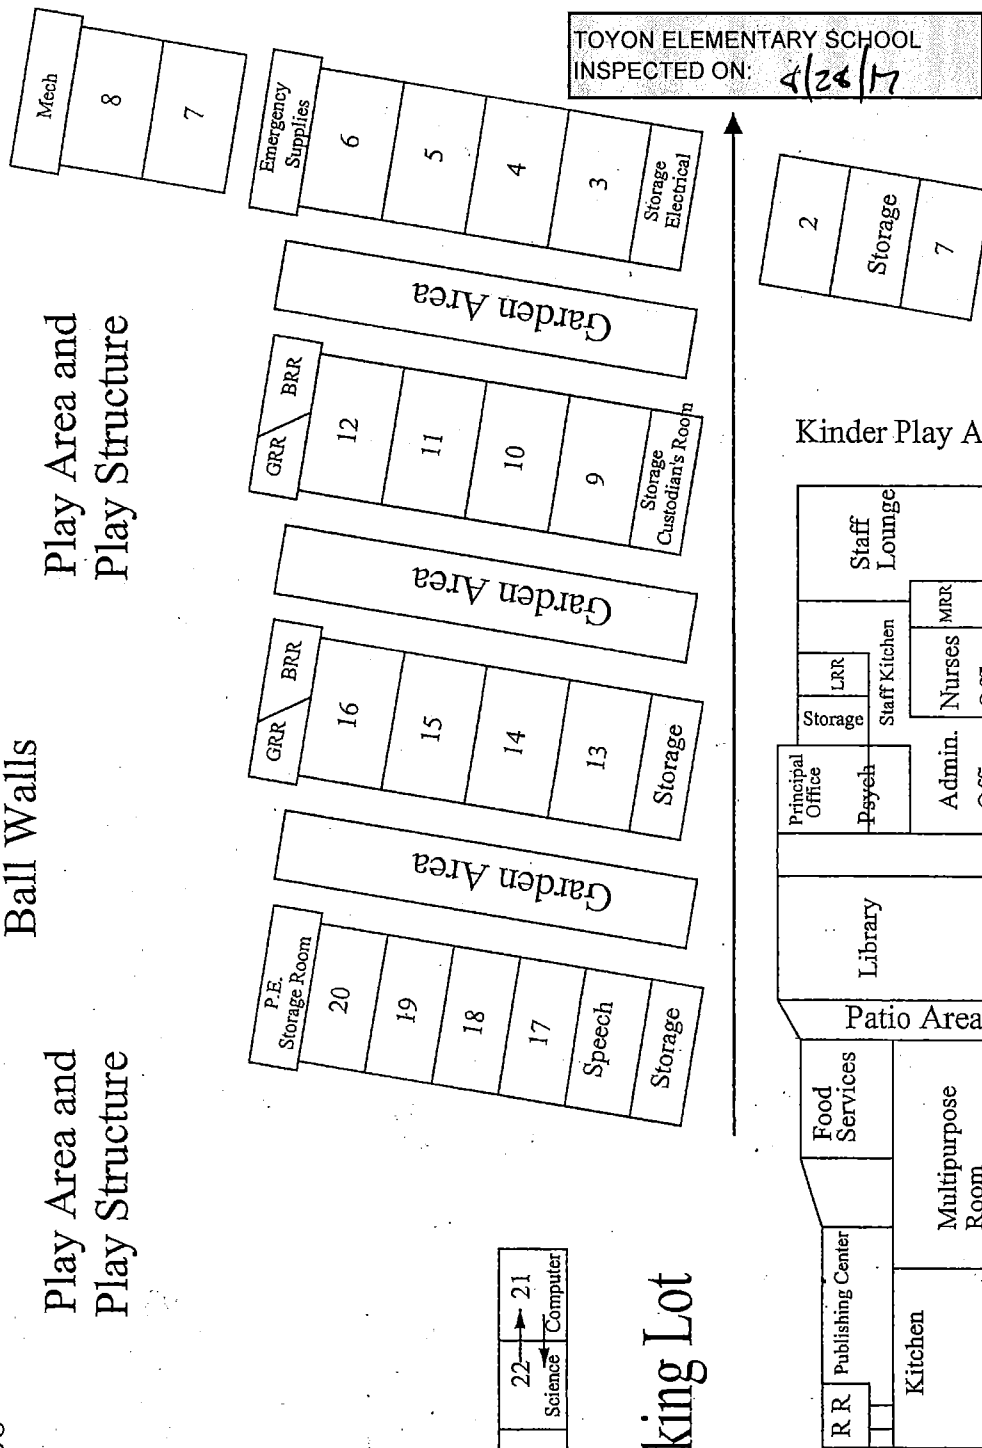 TOYON ELEMENTARY SCHOOL
INSPECTED ON: 8/28/17
Mech
8
7
Emergency
Supplies
6
5
4
3
Storage
Electrical
2
Storage
7
Garden Area
Play Area and
Play Structure
GRR
BRR
12
11
10
9
Storage
Custodian's Room
Kinder Play A
Garden Area
Staff
Lounge
MRR
LRR
Storage
Staff Kitchen
Nurses
Principal
Office
Psych
Admin.
Ball Walls
GRR
BRR
16
15
14
13
Storage
Garden Area
Library
Patio Area
P.E.
Storage Room
20
19
18
17
Speech
Storage
Play Area and
Play Structure
Food
Services
Multipurpose
Room
22
21
Science
Computer
king Lot
Publishing Center
R R
Kitchen